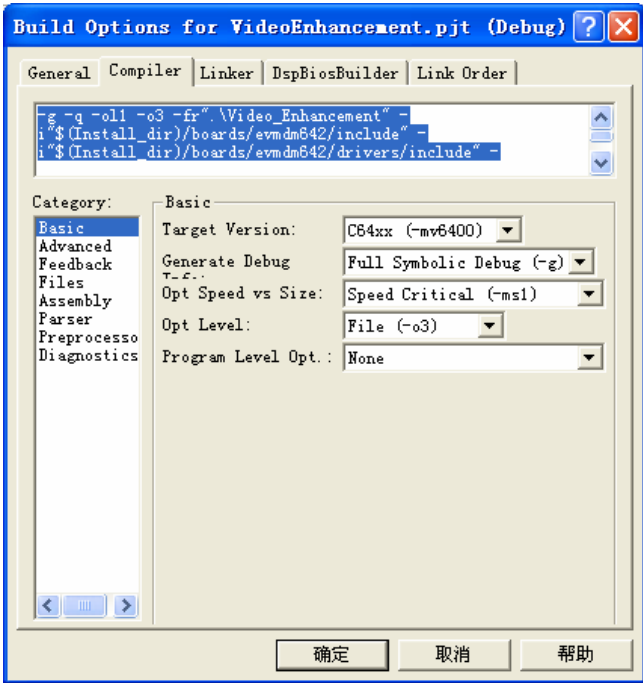 Build Options for VideoEnhancement.pjt (Debug)
General Compiler Linker DspBiosBuilder Link Order
-g -q -ol1 -o3 -fr".\Video_Enhancement" -
i"$(Install_dir)/boards/evmdm642/include" -
i"$(Install_dir)/boards/evmdm642/drivers/include" -
Category:
Basic
Advanced
Feedback
Files
Assembly
Parser
Preprocesso
Diagnostics
Basic
Target Version: C64xx (-mv6400)
Generate Debug Full Symbolic Debug (-g)
Opt Speed vs Size: Speed Critical (-ms1)
Opt Level: File (-o3)
Program Level Opt.: None
确定 取消 帮助